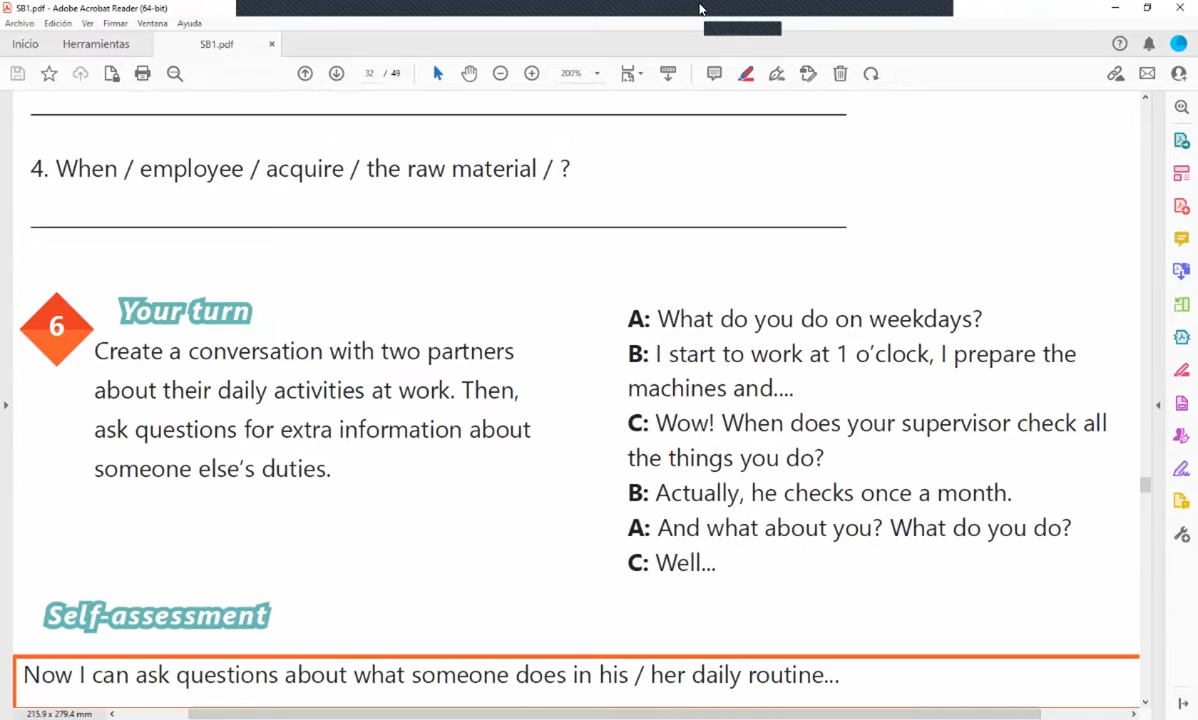 SB1.pdf - Adobe Acrobat Reader (64-bit)
Archivo Edición Ver Firmar Ventana Ayuda
Inicio Herramientas SB1.pdf ×
32 / 49 200%
4. When / employee / acquire / the raw material / ?
6
Your turn
Create a conversation with two partners
about their daily activities at work. Then,
ask questions for extra information about
someone else's duties.
A: What do you do on weekdays?
B: I start to work at 1 o'clock, I prepare the
machines and....
C: Wow! When does your supervisor check all
the things you do?
B: Actually, he checks once a month.
A: And what about you? What do you do?
C: Well...
Self-assessment
Now I can ask questions about what someone does in his / her daily routine...
215.9 x 279.4 mm